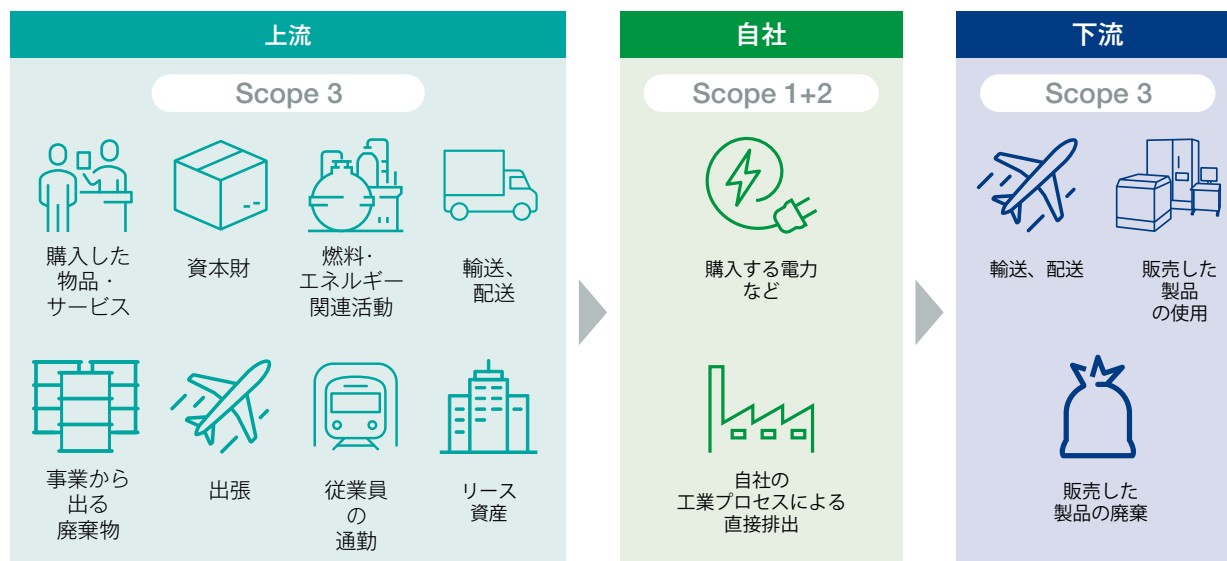 上流
Scope 3
購入した
物品・
サービス
資本財
燃料・
エネルギー
関連活動
輸送、
配送
事業から
出る
廃棄物
出張
従業員
の
通勤
リース
資産
自社
Scope 1+2
購入する電力
など
自社の
工業プロセスによる
直接排出
下流
Scope 3
輸送、配送
販売した
製品
の使用
販売した
製品の廃棄